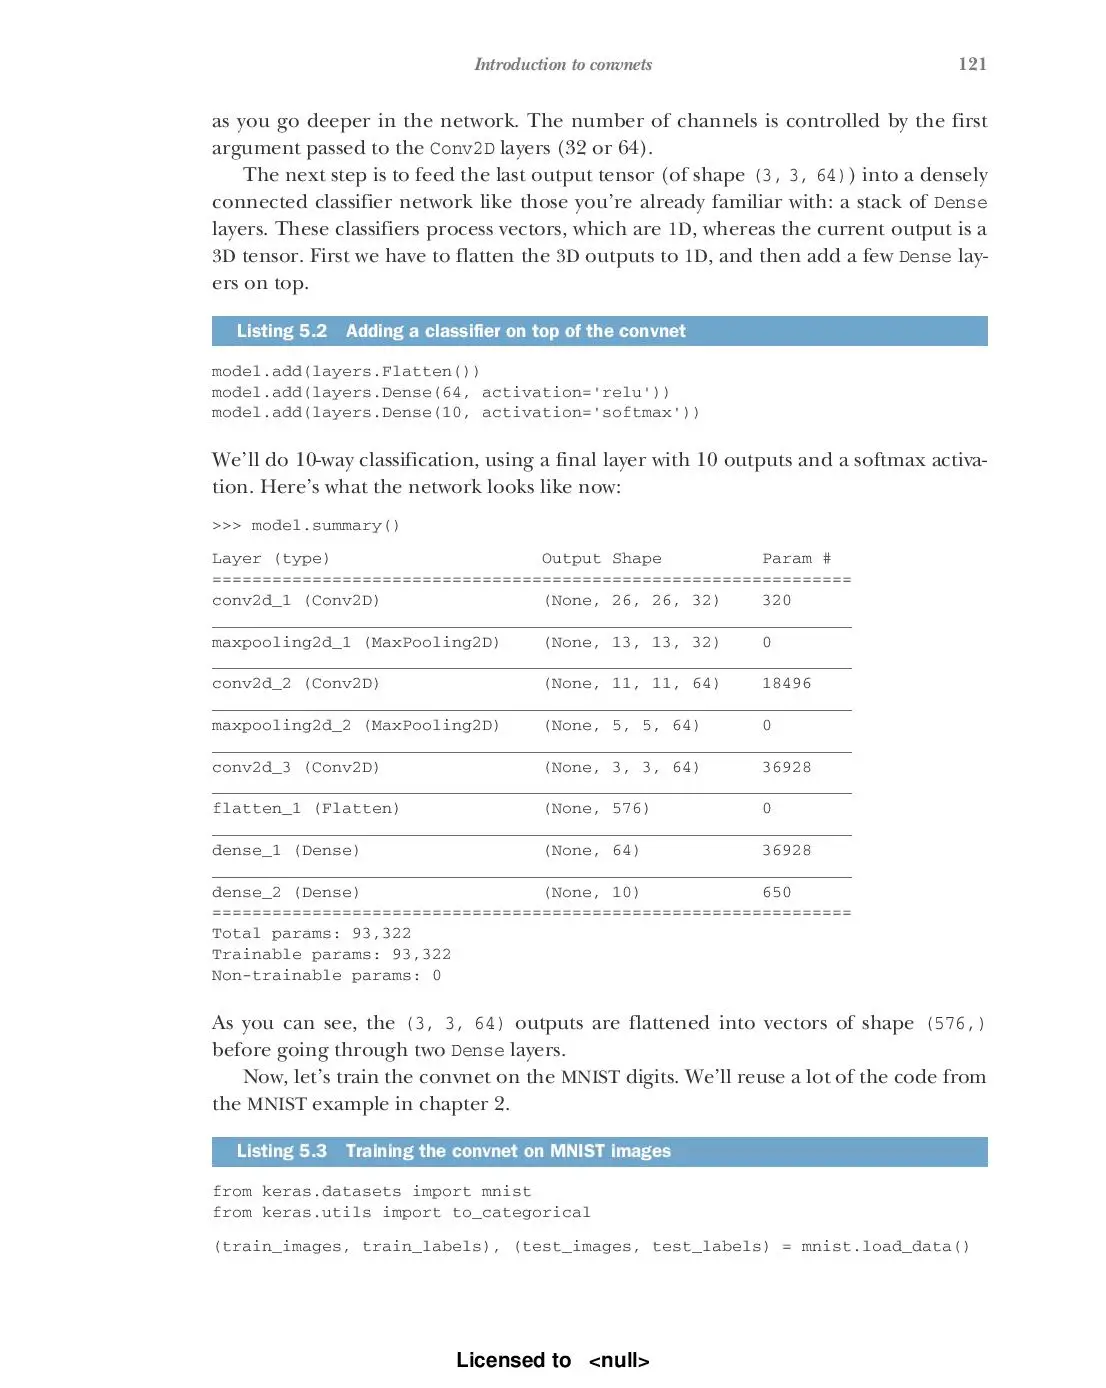 Introduction to convnets 121
as you go deeper in the network. The number of channels is controlled by the first
argument passed to the Conv2D layers (32 or 64).
The next step is to feed the last output tensor (of shape (3, 3, 64)) into a densely
connected classifier network like those you’re already familiar with: a stack of Dense
layers. These classifiers process vectors, which are 1D, whereas the current output is a
3D tensor. First we have to flatten the 3D outputs to 1D, and then add a few Dense lay-
ers on top.
Listing 5.2 Adding a classifier on top of the convnet
model.add(layers.Flatten())
model.add(layers.Dense(64, activation='relu'))
model.add(layers.Dense(10, activation='softmax'))
We’ll do 10-way classification, using a final layer with 10 outputs and a softmax activa-
tion. Here’s what the network looks like now:
>>> model.summary()
Layer (type) Output Shape Param #
================================================================
conv2d_1 (Conv2D) (None, 26, 26, 32) 320
maxpooling2d_1 (MaxPooling2D) (None, 13, 13, 32) 0
conv2d_2 (Conv2D) (None, 11, 11, 64) 18496
maxpooling2d_2 (MaxPooling2D) (None, 5, 5, 64) 0
conv2d_3 (Conv2D) (None, 3, 3, 64) 36928
flatten_1 (Flatten) (None, 576) 0
dense_1 (Dense) (None, 64) 36928
dense_2 (Dense) (None, 10) 650
================================================================
Total params: 93,322
Trainable params: 93,322
Non-trainable params: 0
As you can see, the (3, 3, 64) outputs are flattened into vectors of shape (576,)
before going through two Dense layers.
Now, let’s train the convnet on the MNIST digits. We’ll reuse a lot of the code from
the MNIST example in chapter 2.
Listing 5.3 Training the convnet on MNIST images
from keras.datasets import mnist
from keras.utils import to_categorical
(train_images, train_labels), (test_images, test_labels) = mnist.load_data()
Licensed to <null>